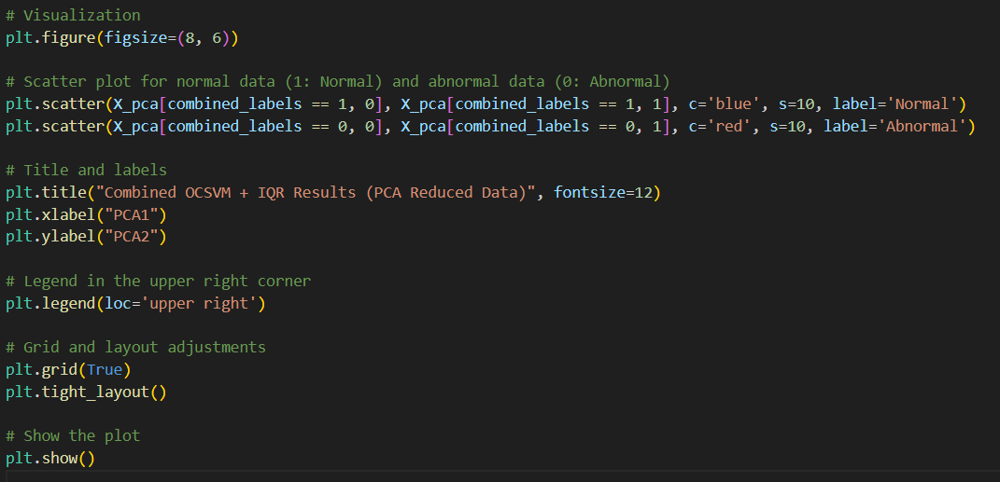 # Visualization
plt.figure(figsize=(8, 6))
# Scatter plot for normal data (1: Normal) and abnormal data (0: Abnormal)
plt.scatter(X_pca[combined_labels == 1, 0], X_pca[combined_labels == 1, 1], c='blue', s=10, label='Normal')
plt.scatter(X_pca[combined_labels == 0, 0], X_pca[combined_labels == 0, 1], c='red', s=10, label='Abnormal')
# Title and labels
plt.title("Combined OCSVM + IQR Results (PCA Reduced Data)", fontsize=12)
plt.xlabel("PCA1")
plt.ylabel("PCA2")
# Legend in the upper right corner
plt.legend(loc='upper right')
# Grid and layout adjustments
plt.grid(True)
plt.tight_layout()
# Show the plot
plt.show()